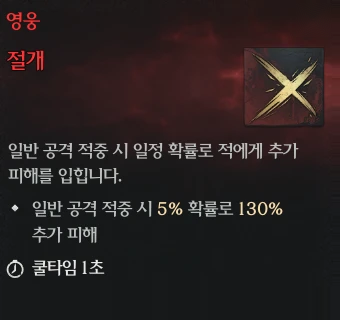 영웅
절개
일반 공격 적중 시 일정 확률로 적에게 추가
피해를 입힙니다.
◆ 일반 공격 적중 시 5% 확률로 130%
추가 피해
쿨타임 1초